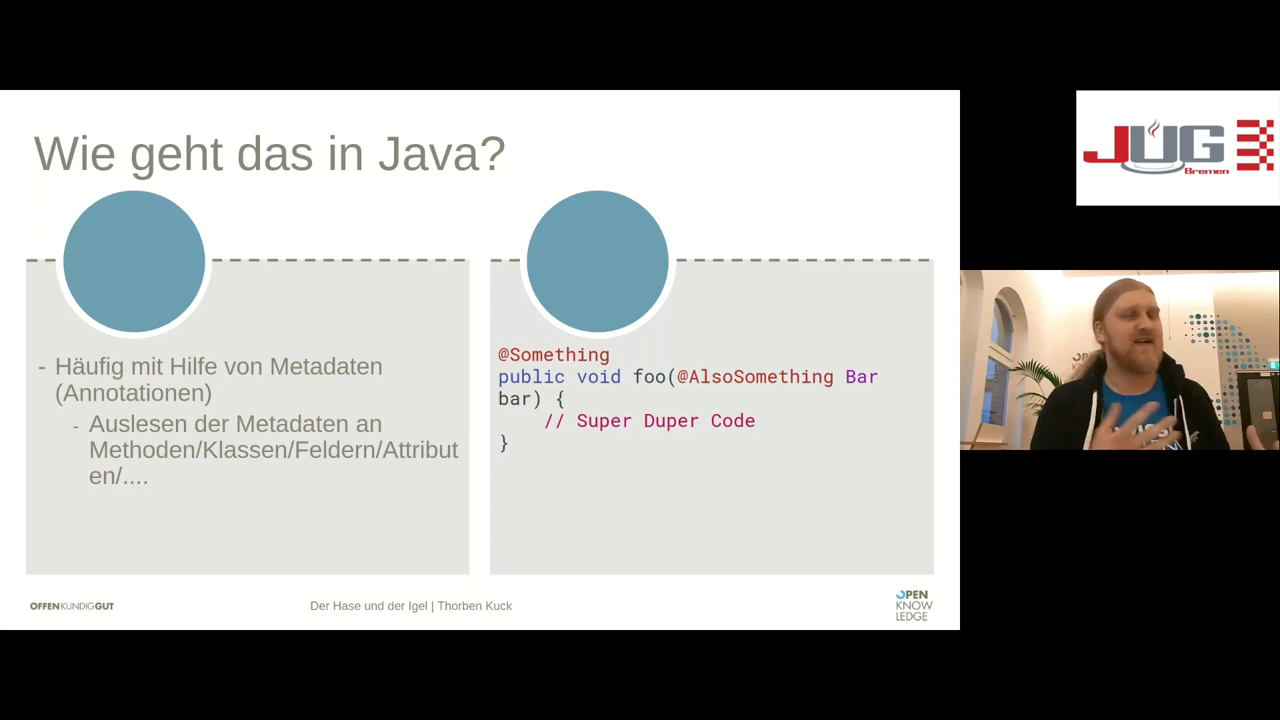 Wie geht das in Java?
- Häufig mit Hilfe von Metadaten
(Annotationen)
- Auslesen der Metadaten an
Methoden/Klassen/Feldern/Attribut
en/....
@Something
public void foo(@AlsoSomething Bar
bar) {
// Super Duper Code
}
OFFENKUNDIGGUT
Der Hase und der Igel | Thorben Kuck
OPEN
KNOW
LEDGE
JUG
Bremen